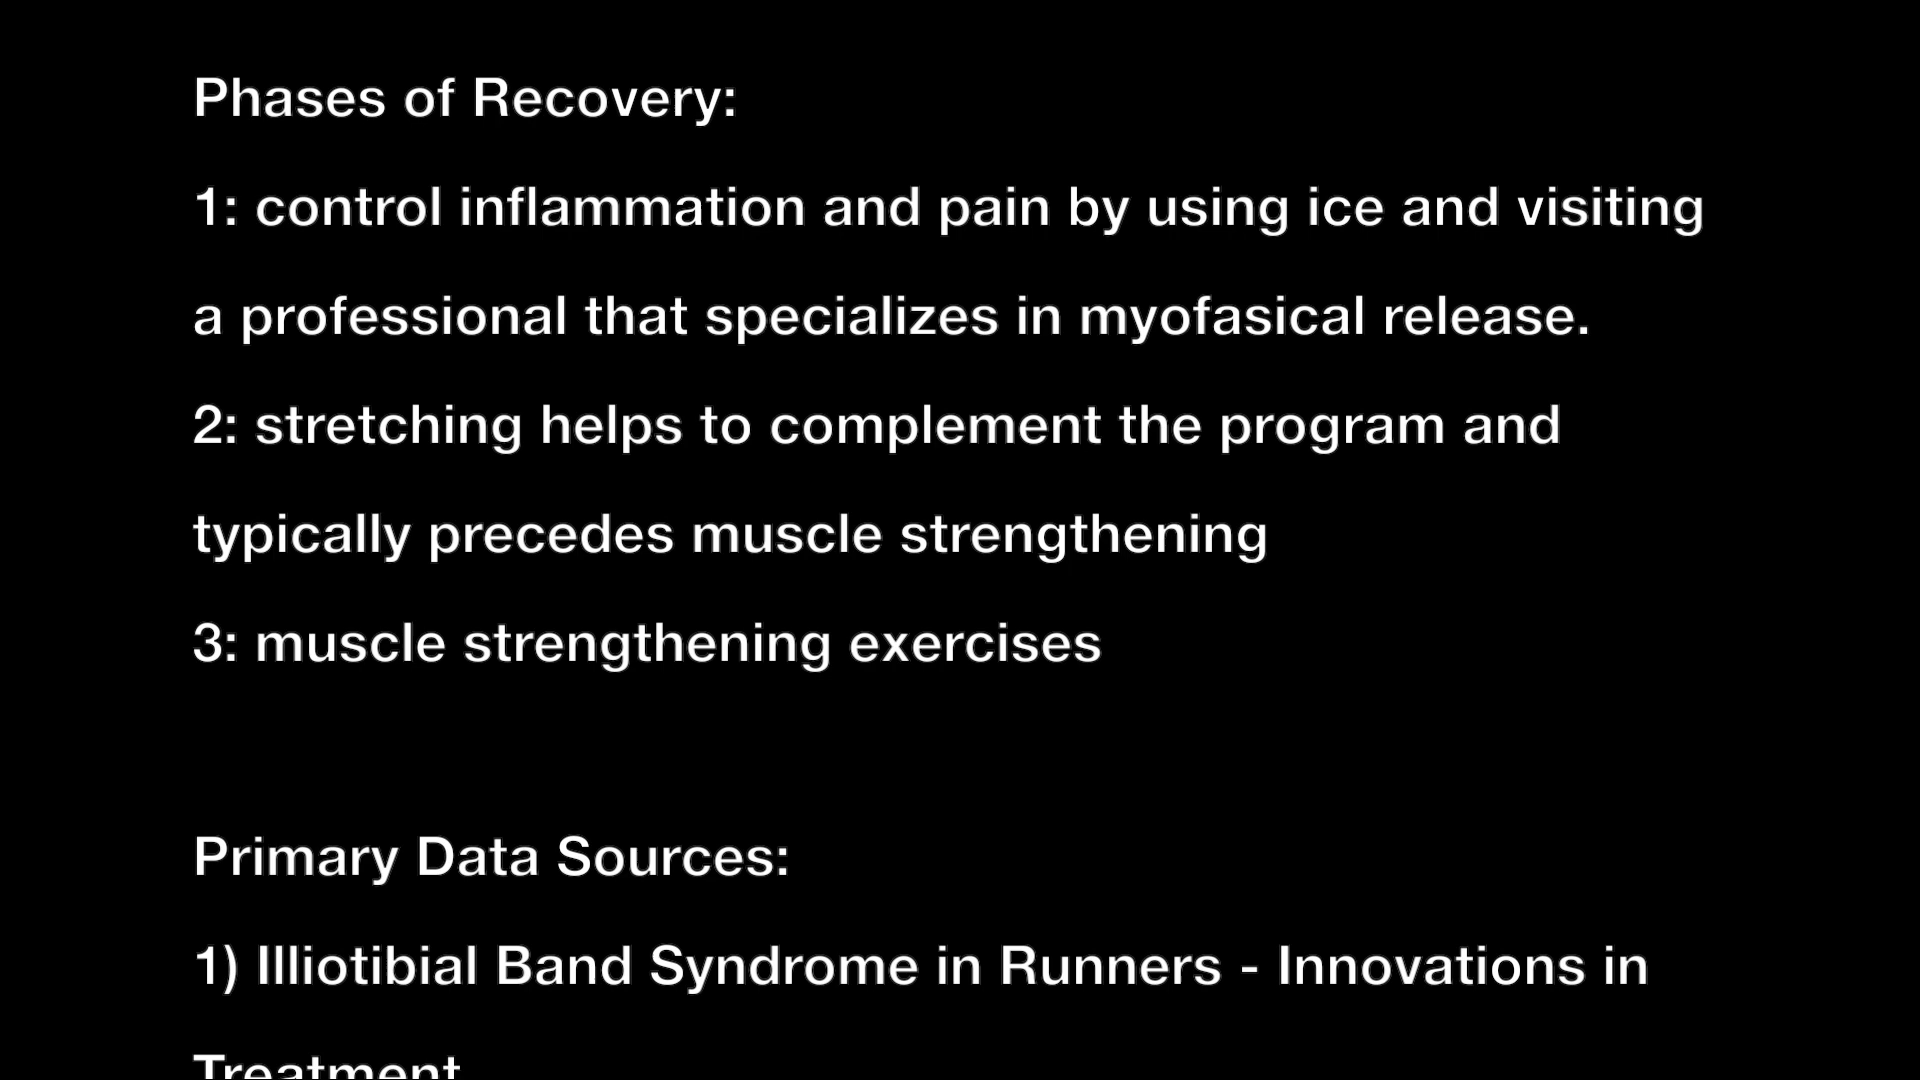 Phases of Recovery:
1: control inflammation and pain by using ice and visiting
a professional that specializes in myofasical release.
2: stretching helps to complement the program and
typically precedes muscle strengthening
3: muscle strengthening exercises
Primary Data Sources:
1) Illiotibial Band Syndrome in Runners - Innovations in
Treatment